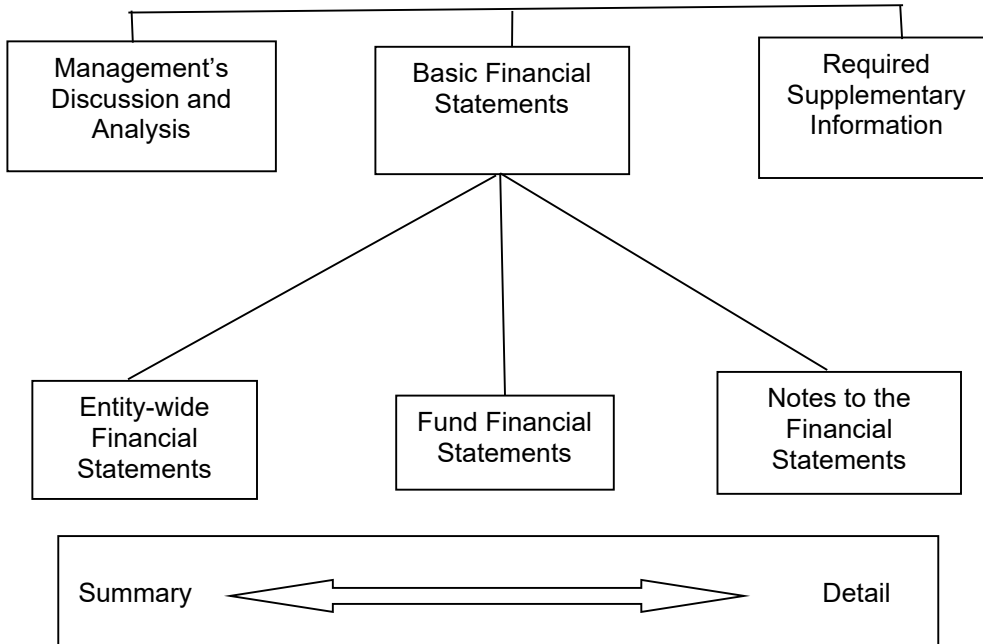 Management’s
Discussion and
Analysis
Basic Financial
Statements
Required
Supplementary
Information
Entity-wide
Financial
Statements
Fund Financial
Statements
Notes to the
Financial
Statements
Summary
Detail